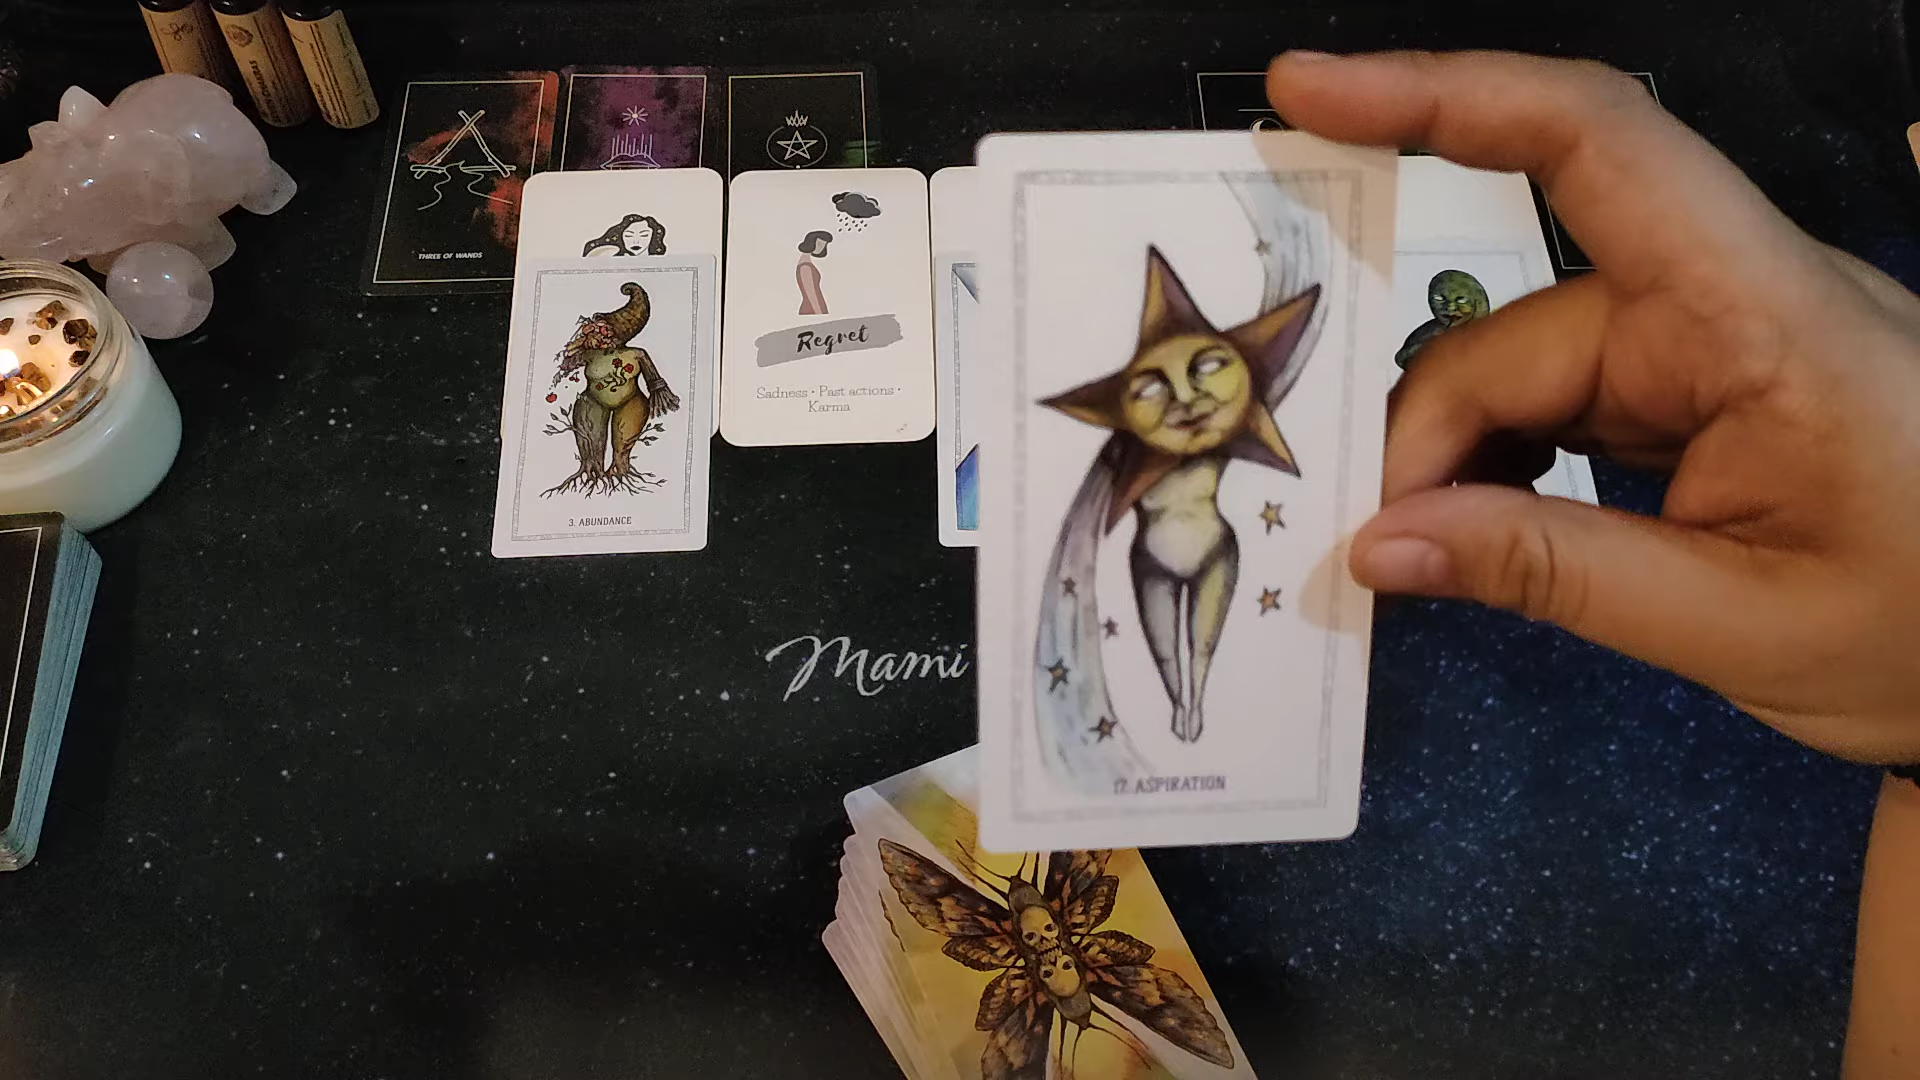 THREE OF WANDS
Regret
Sadness • Past actions •
Karma
3. ABUNDANCE
Mami
17. ASPIRATION